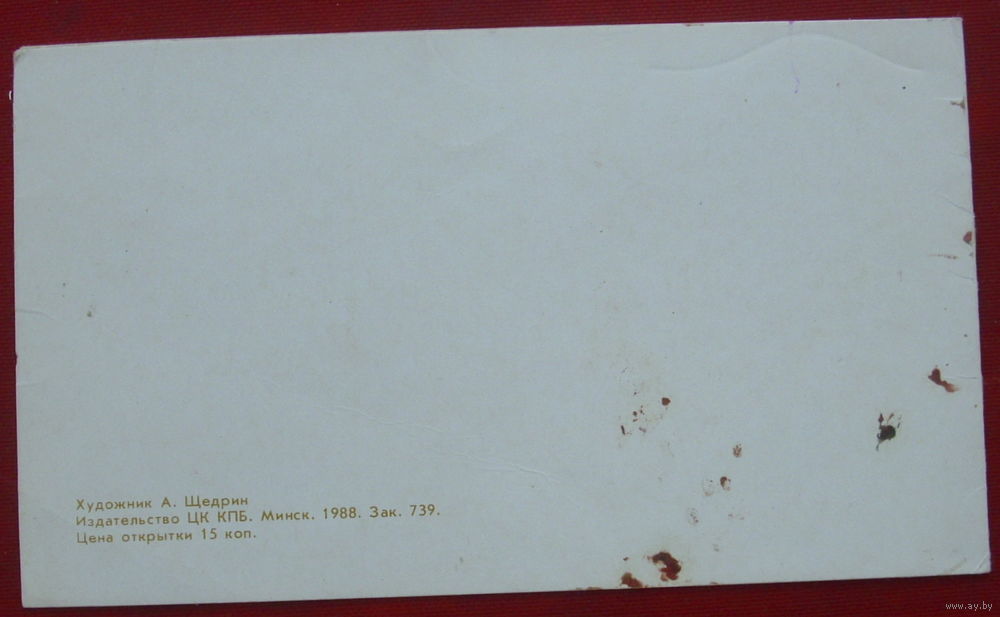 Художник А. Щедрин
Издательство ЦК КПБ. Минск. 1988. Зак. 739.
Цена открытки 15 коп.
www.ay.by